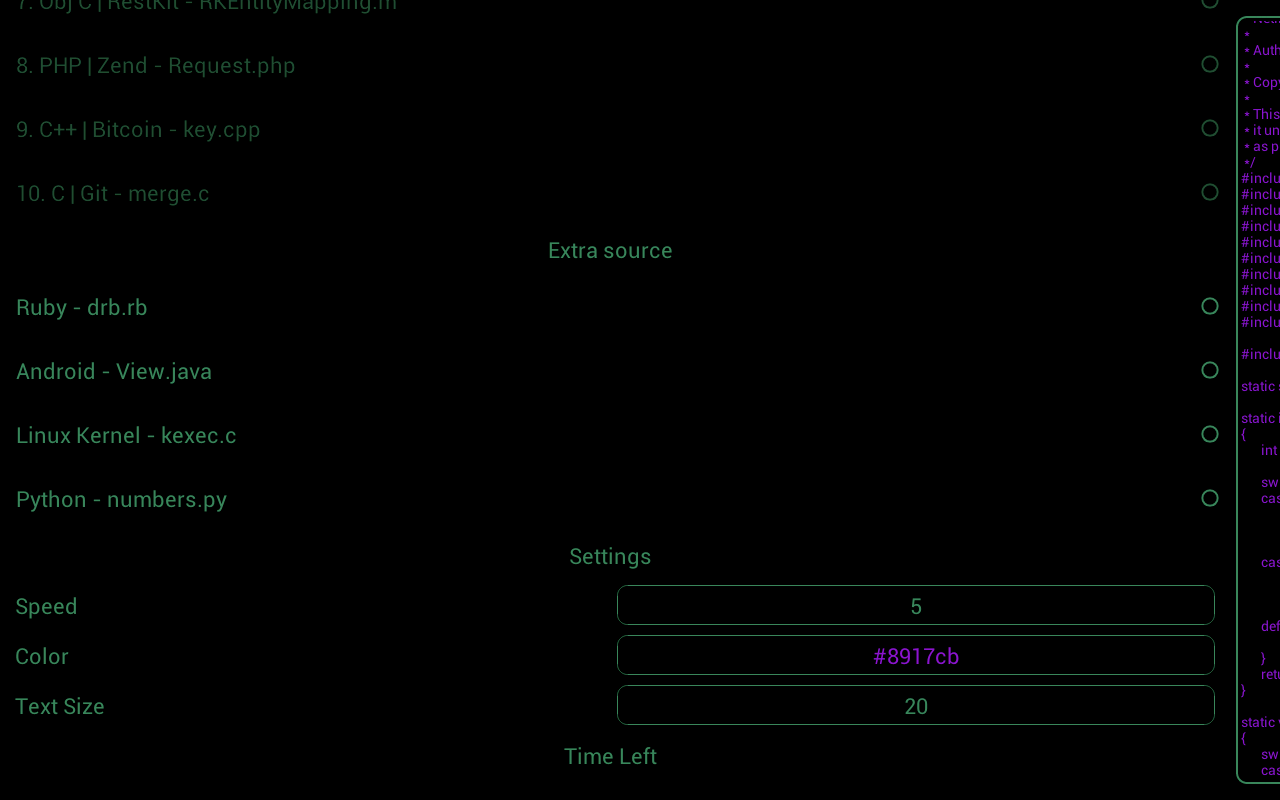 7. Obj C | RestKit - RKEntityMapping.m
8. PHP | Zend - Request.php
9. C++ | Bitcoin - key.cpp
10. C | Git - merge.c
Extra source
Ruby - drb.rb
Android - View.java
Linux Kernel - kexec.c
Python - numbers.py
Settings
Speed
5
Color
#8917cb
Text Size
20
Time Left
*
* Auth
*
* Copy
*
* This
* it un
* as p
*/
#inclu
#inclu
#inclu
#inclu
#inclu
#inclu
#inclu
#inclu
#inclu
#inclu
#inclu
static s
static i
{
int
sw
cas
cas
def
}
retu
}
static v
{
sw
cas